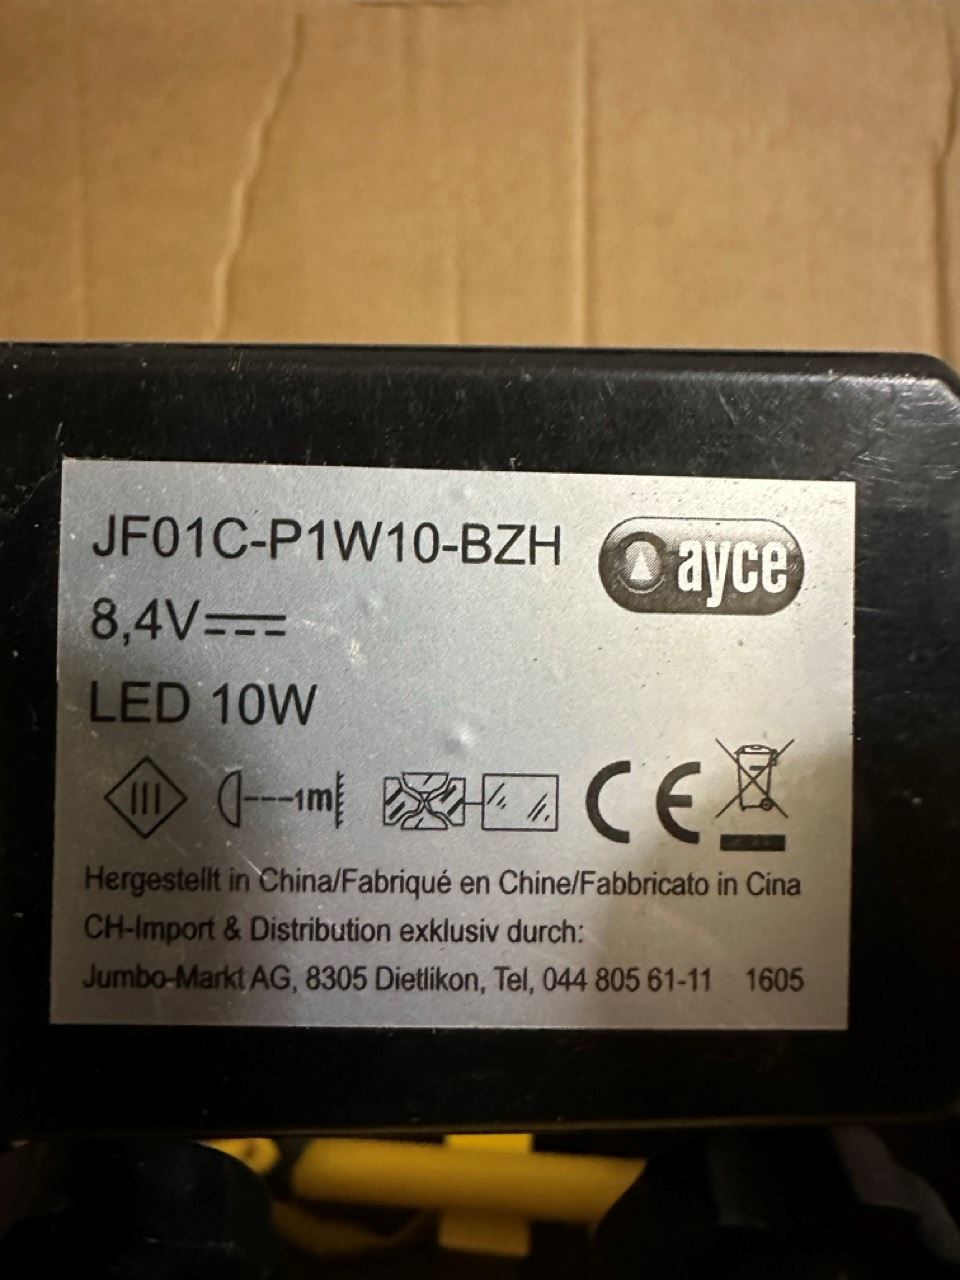 JF01C-P1W10-BZH
ayce
8,4V
LED 10W
III
1m
CE
Hergestellt in China/Fabriqué en Chine/Fabbricato in Cina
CH-Import & Distribution exklusiv durch:
Jumbo-Markt AG, 8305 Dietlikon, Tel, 044 805 61-11 1605